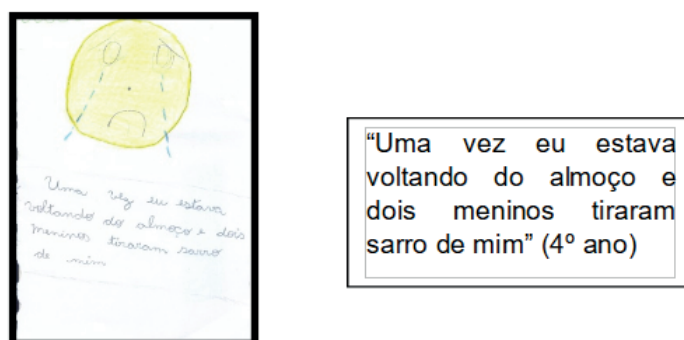 Uma vez eu estava
voltando do almoço e dois
meninos tiraram sarro
de mim
“Uma vez eu estava
voltando do almoço e
dois meninos tiraram
sarro de mim” (4º ano)